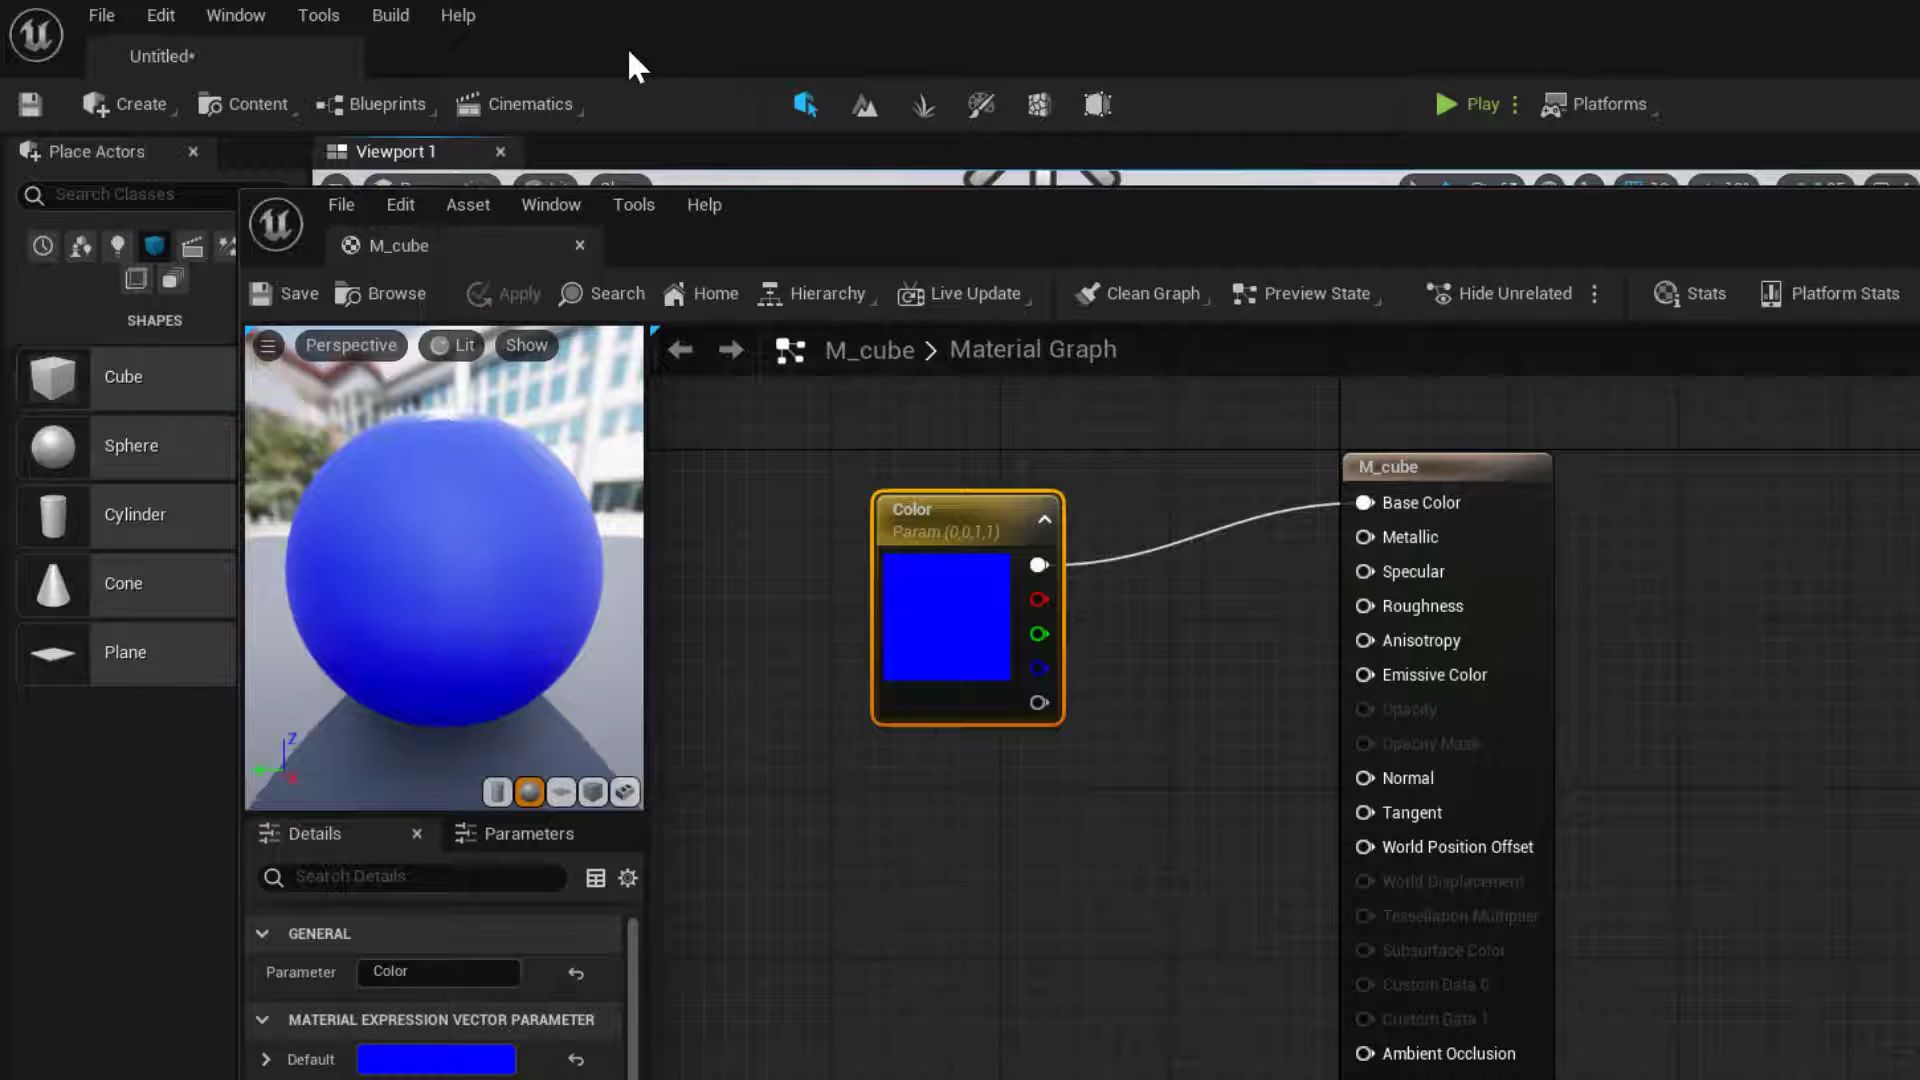 File Edit Window Tools Build Help
Untitled*
Create Content Blueprints Cinematics Play Platforms
Place Actors Viewport 1
Search Classes
File Edit Asset Window Tools Help
M_cube
Save Browse Apply Search Home Hierarchy Live Update Clean Graph Preview State Hide Unrelated Stats Platform Stats
SHAPES
Perspective Lit Show
M_cube > Material Graph
Cube
Sphere
Cylinder
Cone
Plane
Z
Color
Param (0,0,1,1)
M_cube
Base Color
Metallic
Specular
Roughness
Anisotropy
Emissive Color
Opacity
Opacity Mask
Normal
Tangent
World Position Offset
World Displacement
Tessellation Multiplier
Subsurface Color
Custom Data 0
Custom Data 1
Ambient Occlusion
Details Parameters
Search Details
GENERAL
Parameter Color
MATERIAL EXPRESSION VECTOR PARAMETER
Default